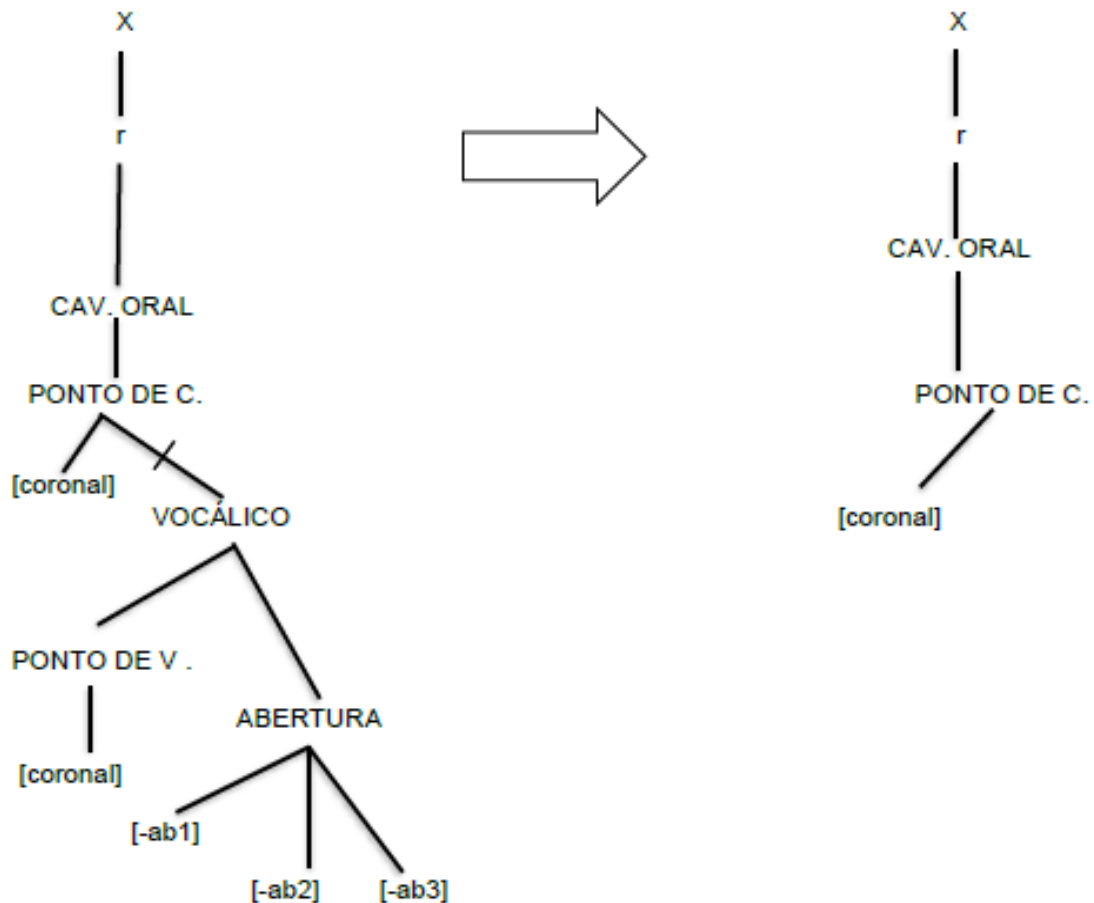 X
r
CAV. ORAL
PONTO DE C.
[coronal]
VOCÁLICO
PONTO DE V .
ABERTURA
[coronal]
[-ab1]
[-ab2]
[-ab3]
X
r
CAV. ORAL
PONTO DE C.
[coronal]